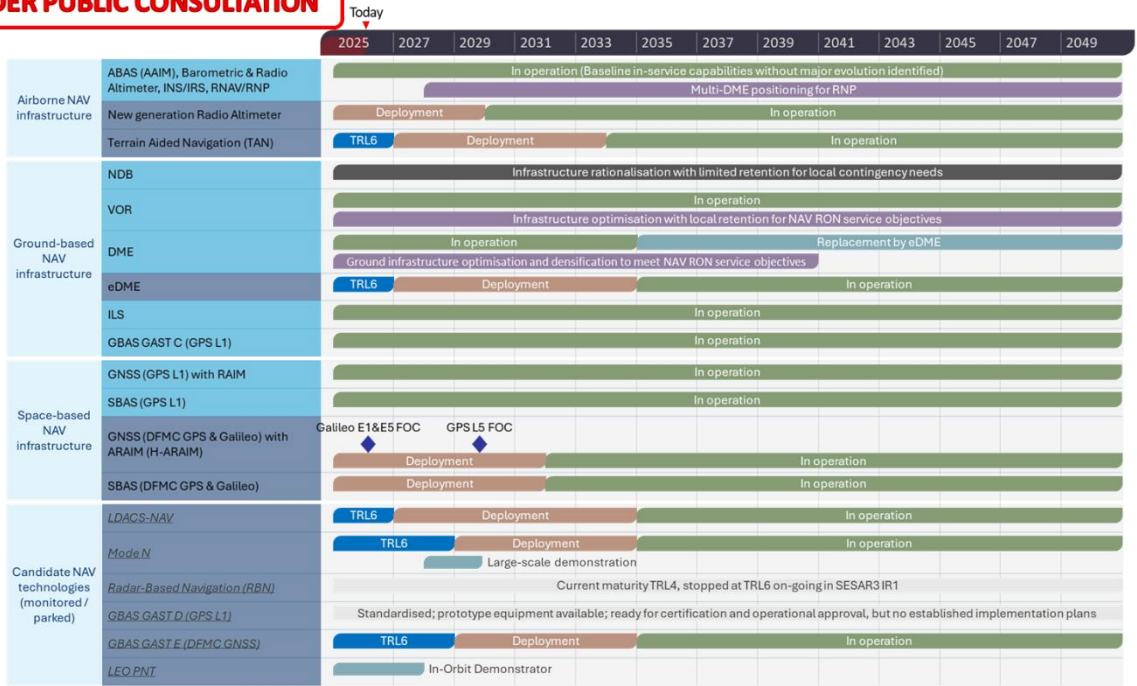 DER PUBLIC CONSULTATION
Today
2025 2027 2029 2031 2033 2035 2037 2039 2041 2043 2045 2047 2049
Airborne NAV
infrastructure
ABAS (AAIM), Barometric & Radio
Altimeter, INS/IRS, RNAV/RNP
In operation (Baseline in-service capabilities without major evolution identified)
Multi-DME positioning for RNP
New generation Radio Altimeter
Deployment
In operation
Terrain Aided Navigation (TAN)
TRL6
Deployment
In operation
Ground-based
NAV
infrastructure
NDB
Infrastructure rationalisation with limited retention for local contingency needs
VOR
In operation
Infrastructure optimisation with local retention for NAV RON service objectives
DME
In operation
Replacement by eDME
Ground infrastructure optimisation and densification to meet NAV RON service objectives
eDME
TRL6
Deployment
In operation
ILS
In operation
GBAS GAST C (GPS L1)
In operation
Space-based
NAV
infrastructure
GNSS (GPS L1) with RAIM
In operation
SBAS (GPS L1)
In operation
GNSS (DFMC GPS & Galileo) with
ARAIM (H-ARAIM)
Galileo E1&E5 FOC
GPS L5 FOC
Deployment
In operation
SBAS (DFMC GPS & Galileo)
Deployment
In operation
Candidate NAV
technologies
(monitored /
parked)
LDACS-NAV
TRL6
Deployment
In operation
Mode N
TRL6
Deployment
In operation
Large-scale demonstration
Radar-Based Navigation (RBN)
Current maturity TRL4, stopped at TRL6 on-going in SESAR3 IR1
GBAS GAST D (GPS L1)
Standardised; prototype equipment available; ready for certification and operational approval, but no established implementation plans
GBAS GAST E (DFMC GNSS)
TRL6
Deployment
In operation
LEO PNT
In-Orbit Demonstrator